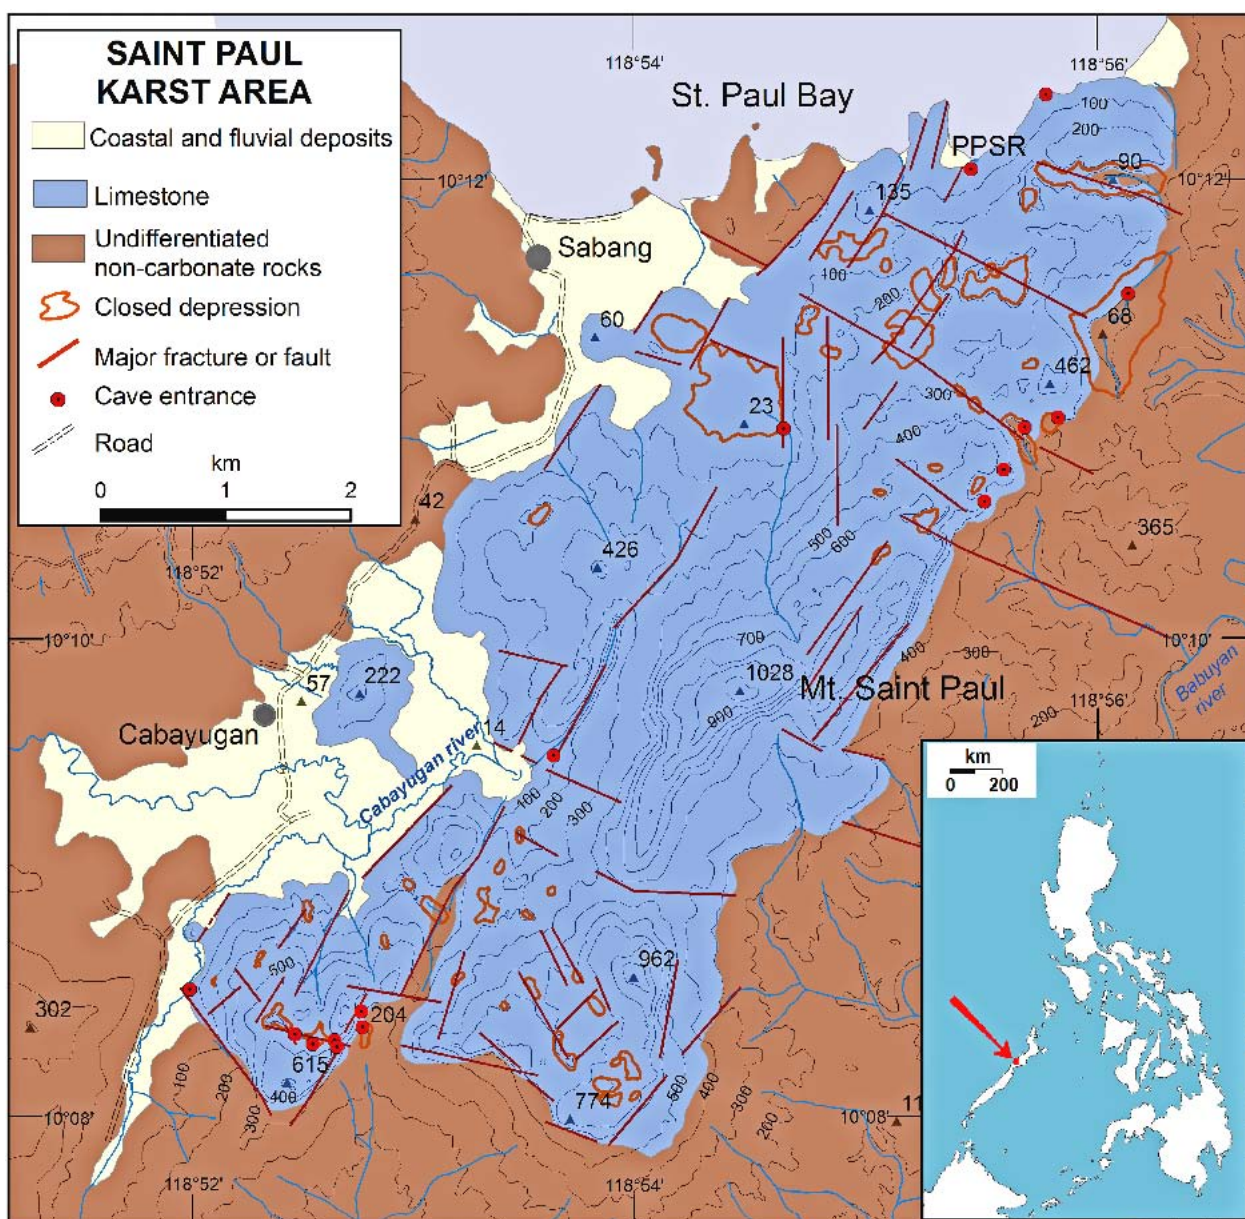 SAINT PAUL
KARST AREA
Coastal and fluvial deposits
Limestone
Undifferentiated
non-carbonate rocks
Closed depression
Major fracture or fault
Cave entrance
Road
km
0 1 2
118°54'
118°56'
St. Paul Bay
PPSR
100
200
90
10°12'
10°12'
135
Sabang
100
200
60
68
462
300
23
400
42
500
600
365
426
118°52'
10°10'
10°10'
700
400
300
222
57
1028
Mt. Saint Paul
118°56'
Babuyan
river
900
200
Cabayugan
14
Cabayugan river
100
200
300
km
0 200
500
962
302
204
615
100
200
300
400
774
500
400
300
200
11
10°08'
10°08'
118°52'
118°54'